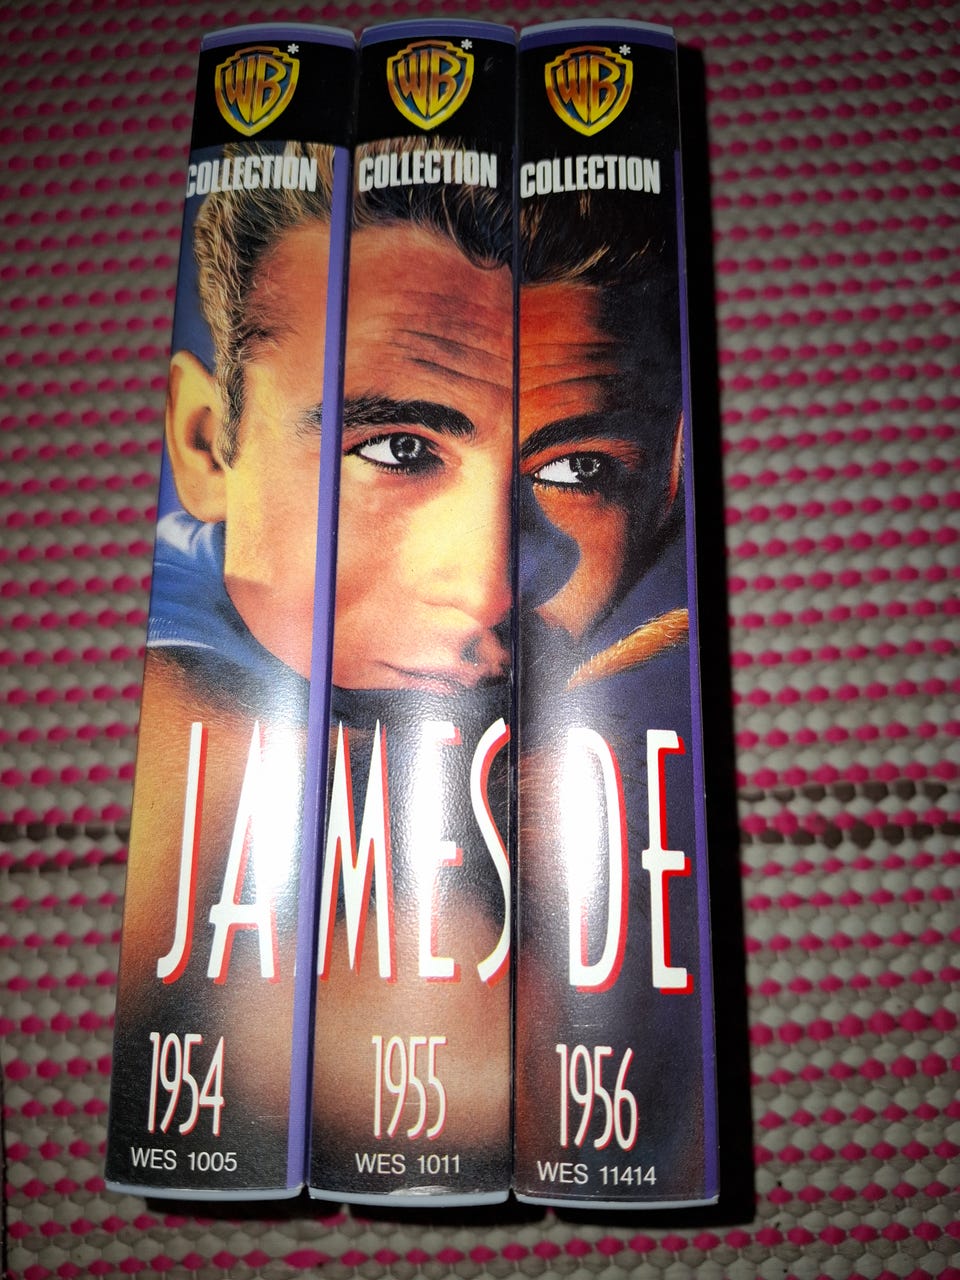 WB*
COLLECTION
JA
1954
WES 1005
WB*
COLLECTION
MES
1955
WES 1011
WB*
COLLECTION
DE
1956
WES 11414